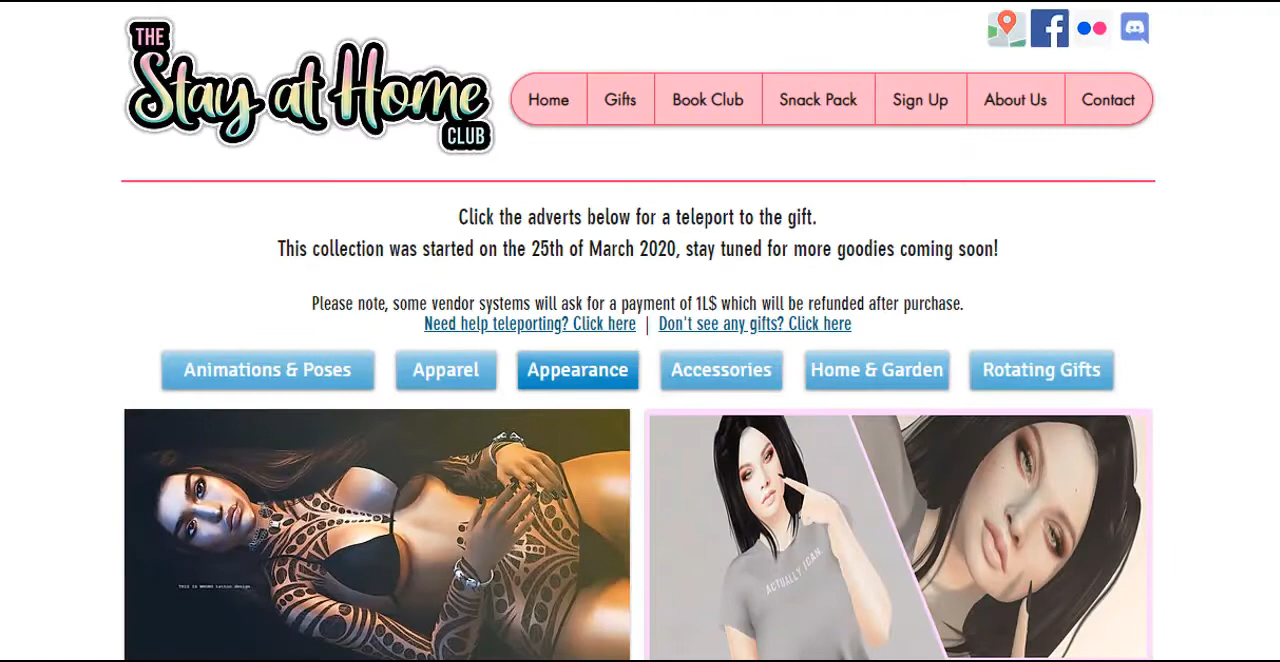 THE
Stay at Home
CLUB
Home Gifts Book Club Snack Pack Sign Up About Us Contact
Click the adverts below for a teleport to the gift.
This collection was started on the 25th of March 2020, stay tuned for more goodies coming soon!
Please note, some vendor systems will ask for a payment of 1L$ which will be refunded after purchase.
Need help teleporting? Click here | Don't see any gifts? Click here
Animations & Poses Apparel Appearance Accessories Home & Garden Rotating Gifts
ACTUALLY I CAN